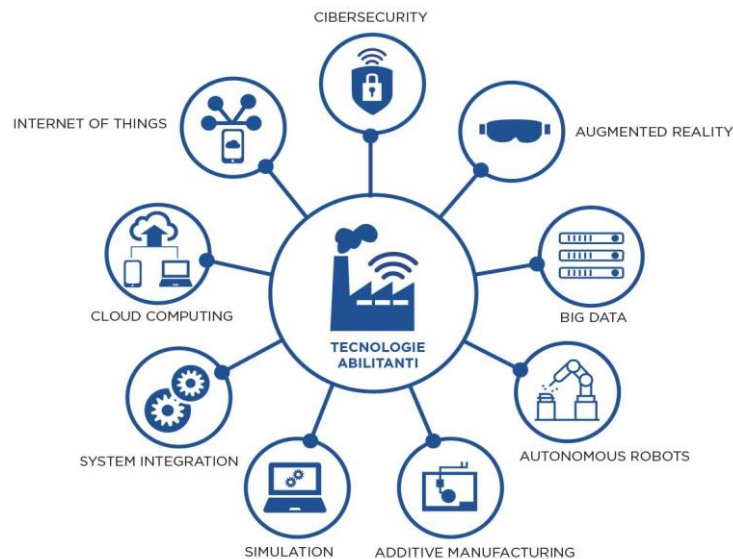 CIBERSECURITY
INTERNET OF THINGS
AUGMENTED REALITY
CLOUD COMPUTING
BIG DATA
TECNOLOGIE
ABILITANTI
SYSTEM INTEGRATION
AUTONOMOUS ROBOTS
SIMULATION
ADDITIVE MANUFACTURING